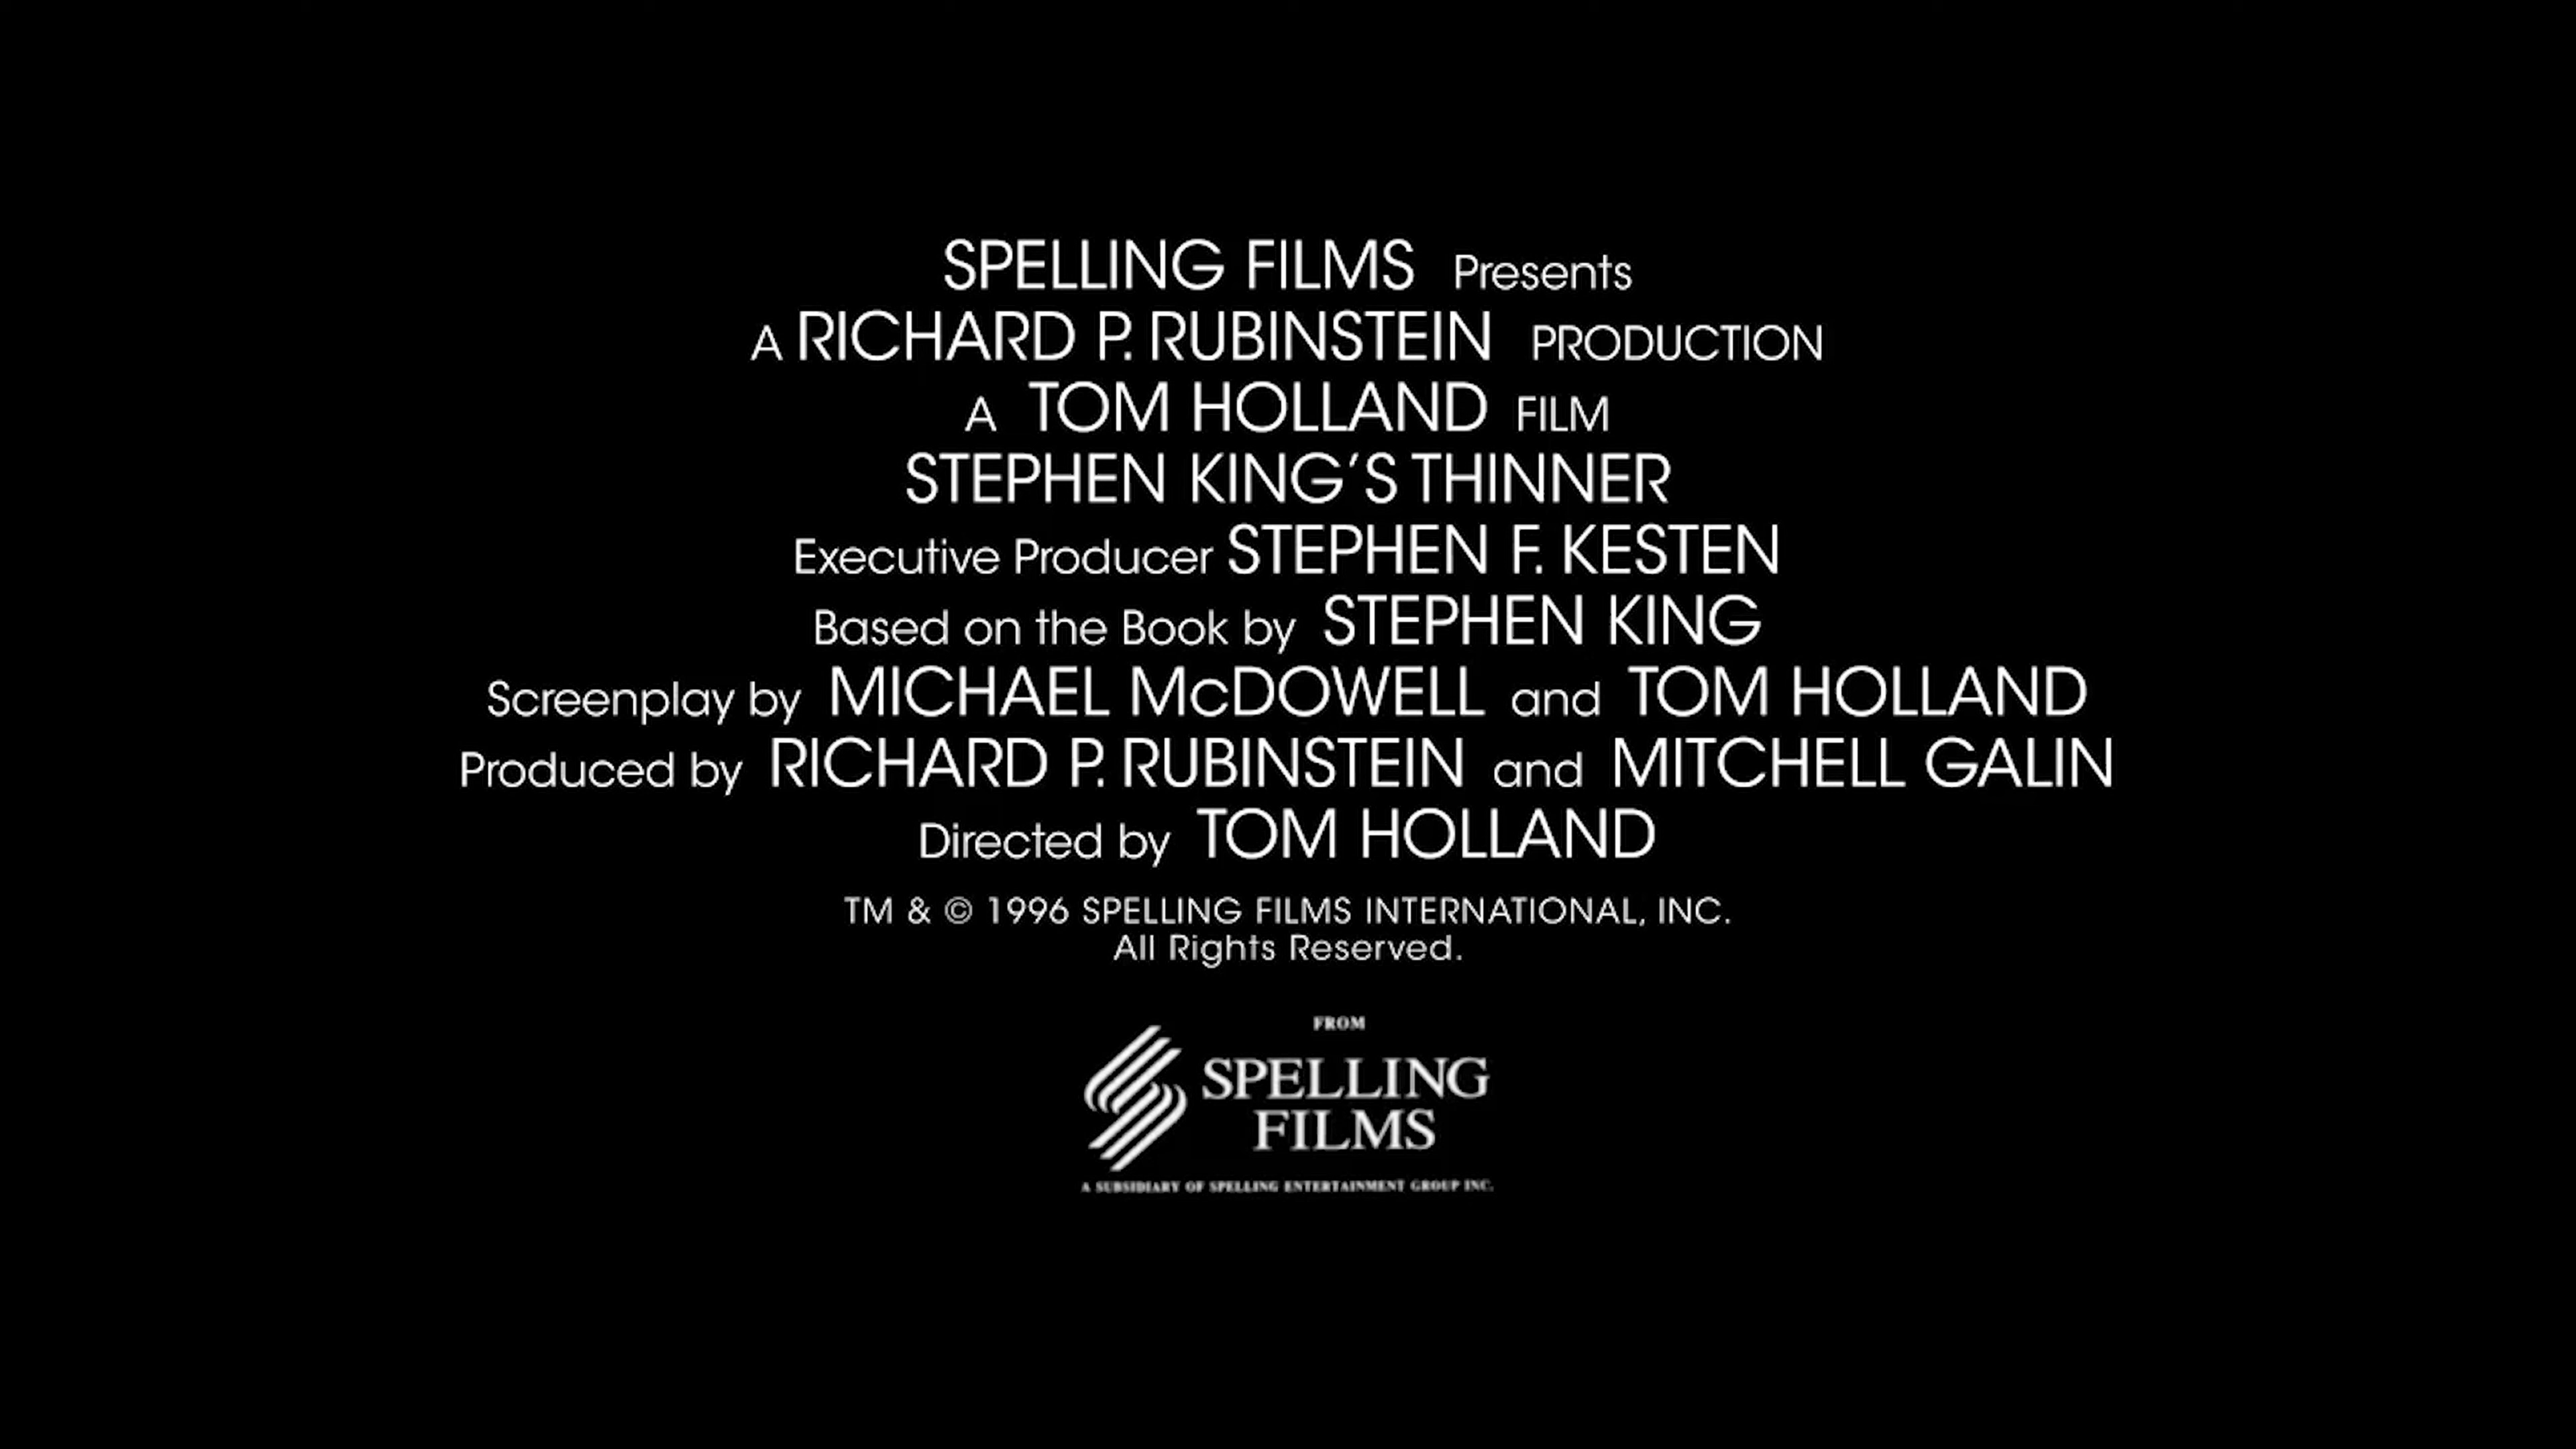 SPELLING FILMS Presents
A RICHARD P. RUBINSTEIN PRODUCTION
A TOM HOLLAND FILM
STEPHEN KING'S THINNER
Executive Producer STEPHEN F. KESTEN
Based on the Book by STEPHEN KING
Screenplay by MICHAEL McDOWELL and TOM HOLLAND
Produced by RICHARD P. RUBINSTEIN and MITCHELL GALIN
Directed by TOM HOLLAND
TM & © 1996 SPELLING FILMS INTERNATIONAL, INC.
All Rights Reserved.
FROM
SPELLING
FILMS
A SUBSIDIARY OF SPELLING ENTERTAINMENT GROUP INC.